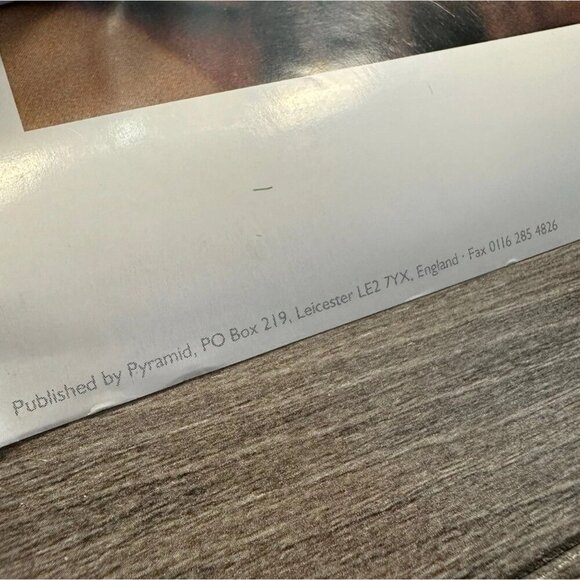 Published by Pyramid, PO Box 219, Leicester LE2 7YX, England · Fax 0116 285 4826